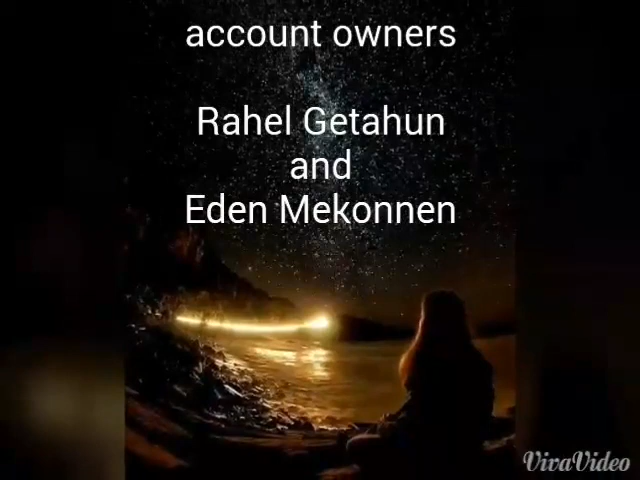 account owners
Rahel Getahun
and
Eden Mekonnen
VivaVideo